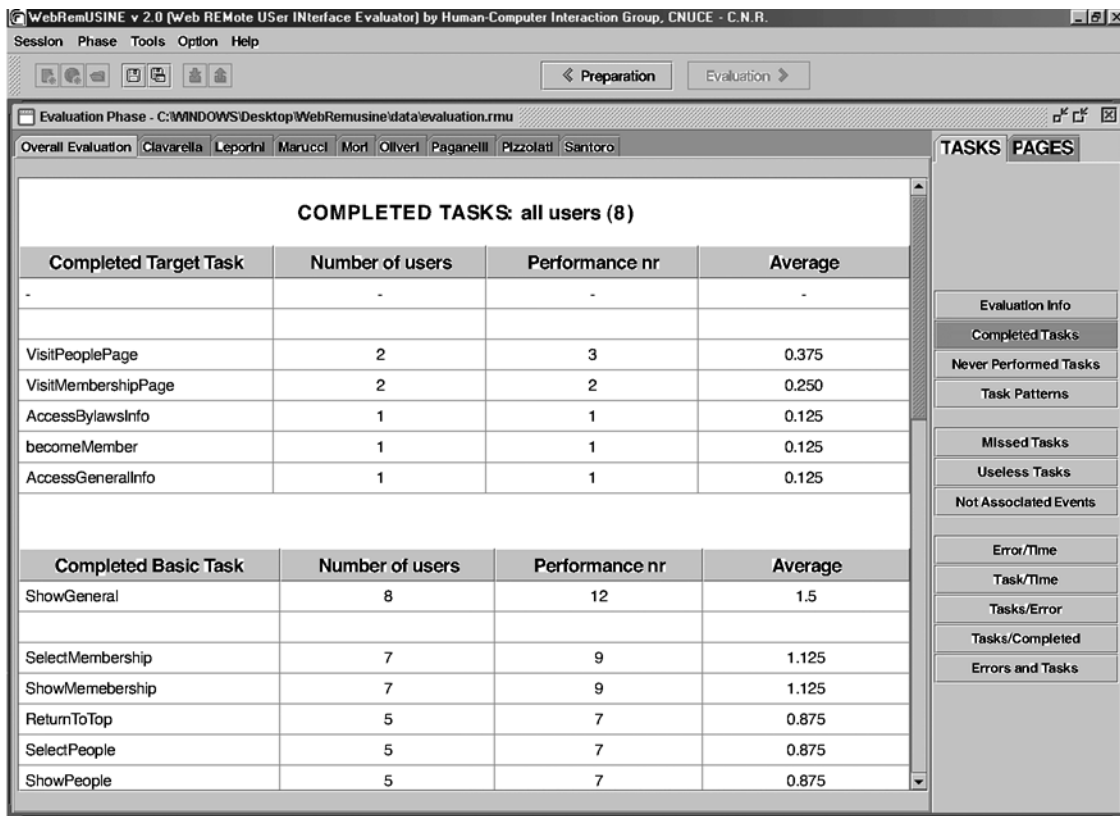 WebRemUSINE v 2.0 (Web REMote USer INterface Evaluator) by Human-Computer Interaction Group, CNUCE - C.N.R.
Session Phase Tools Option Help
Preparation Evaluation
Evaluation Phase - C:\WINDOWS\Desktop\WebRemusine\data\evaluation.rmu
Overall Evaluation Clavarella Leporini Marucci Mori Oliveri Paganelli Pizzolati Santoro
TASKS PAGES
COMPLETED TASKS: all users (8)
Completed Target Task Number of users Performance nr Average
- - - -
VisitPeoplePage 2 3 0.375
VisitMembershipPage 2 2 0.250
AccessBylawsInfo 1 1 0.125
becomeMember 1 1 0.125
AccessGeneralInfo 1 1 0.125
Completed Basic Task Number of users Performance nr Average
ShowGeneral 8 12 1.5
SelectMembership 7 9 1.125
ShowMemebership 7 9 1.125
ReturnToTop 5 7 0.875
SelectPeople 5 7 0.875
ShowPeople 5 7 0.875
Evaluation Info
Completed Tasks
Never Performed Tasks
Task Patterns
Missed Tasks
Useless Tasks
Not Associated Events
Error/Time
Task/Time
Tasks/Error
Tasks/Completed
Errors and Tasks